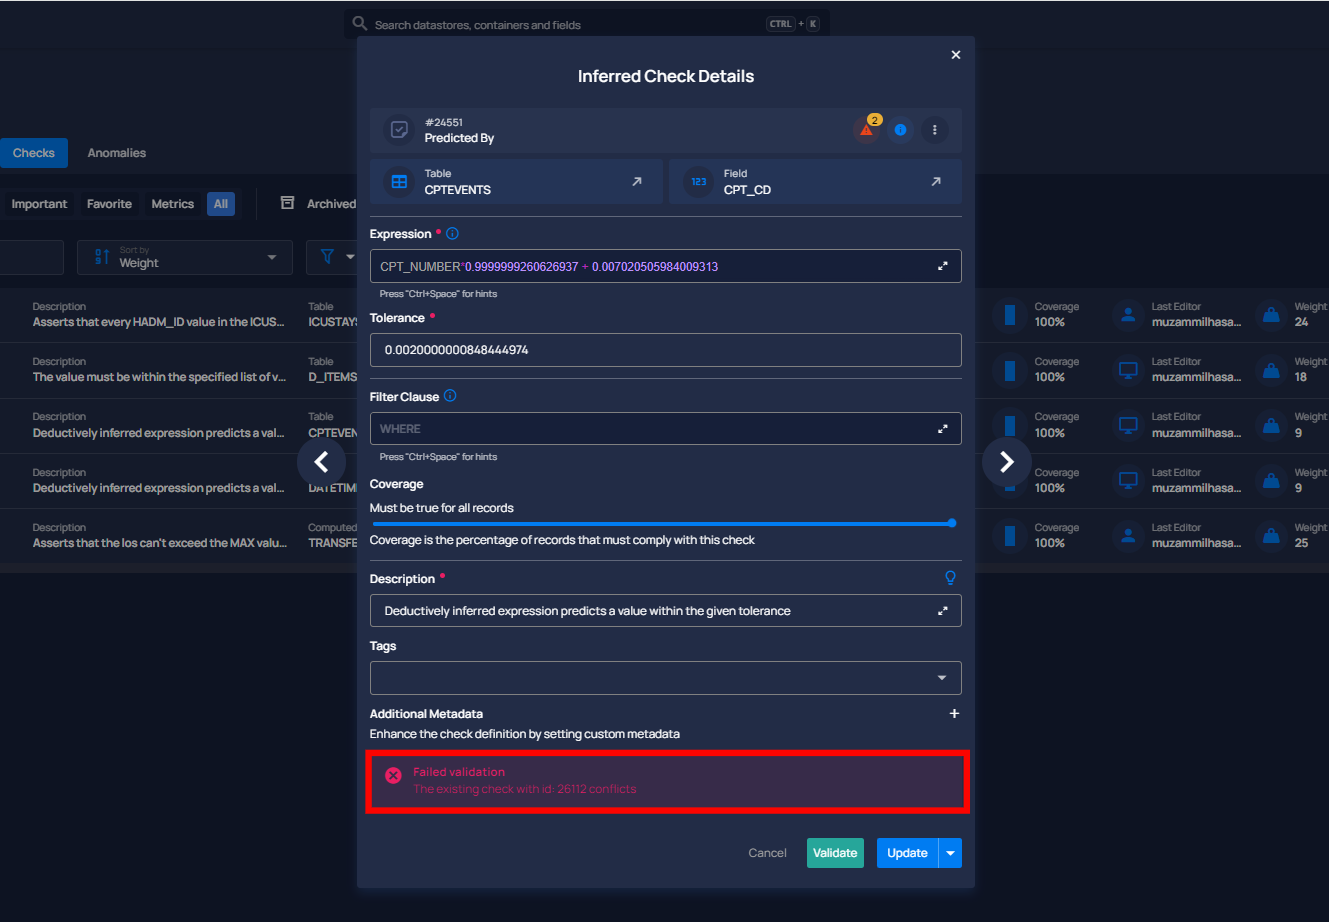 Search datastores, containers and fields
CTRL + K
Inferred Check Details
#24551
Predicted By
2
Checks
Anomalies
Table
CPTEVENTS
123
Field
CPT_CD
Important
Favorite
Metrics
All
Archived
Expression *
CPT_NUMBER*0.9999999260626937 + 0.007020505984009313
Press "Ctrl+Space" for hints
Sort by
Weight
Tolerance *
0.0020000000848444974
Description
Asserts that every HADM_ID value in the ICUS...
Table
ICUSTAYS
Coverage
100%
Last Editor
muzammilhasa...
Weight
24
Description
The value must be within the specified list of v...
Table
D_ITEMS
Coverage
100%
Last Editor
muzammilhasa...
Weight
18
Filter Clause
WHERE
Press "Ctrl+Space" for hints
Description
Deductively inferred expression predicts a val...
Table
CPTEVEN
Coverage
100%
Last Editor
muzammilhasa...
Weight
9
Description
Deductively inferred expression predicts a val...
DATETIM
Coverage
100%
Last Editor
muzammilhasa...
Weight
9
Coverage
Must be true for all records
Coverage is the percentage of records that must comply with this check
Description
Asserts that the los can't exceed the MAX valu...
Computed
TRANSFE
Coverage
100%
Last Editor
muzammilhasa...
Weight
25
Description *
Deductively inferred expression predicts a value within the given tolerance
Tags
Additional Metadata
+
Enhance the check definition by setting custom metadata
Failed validation
The existing check with id: 26112 conflicts
Cancel
Validate
Update